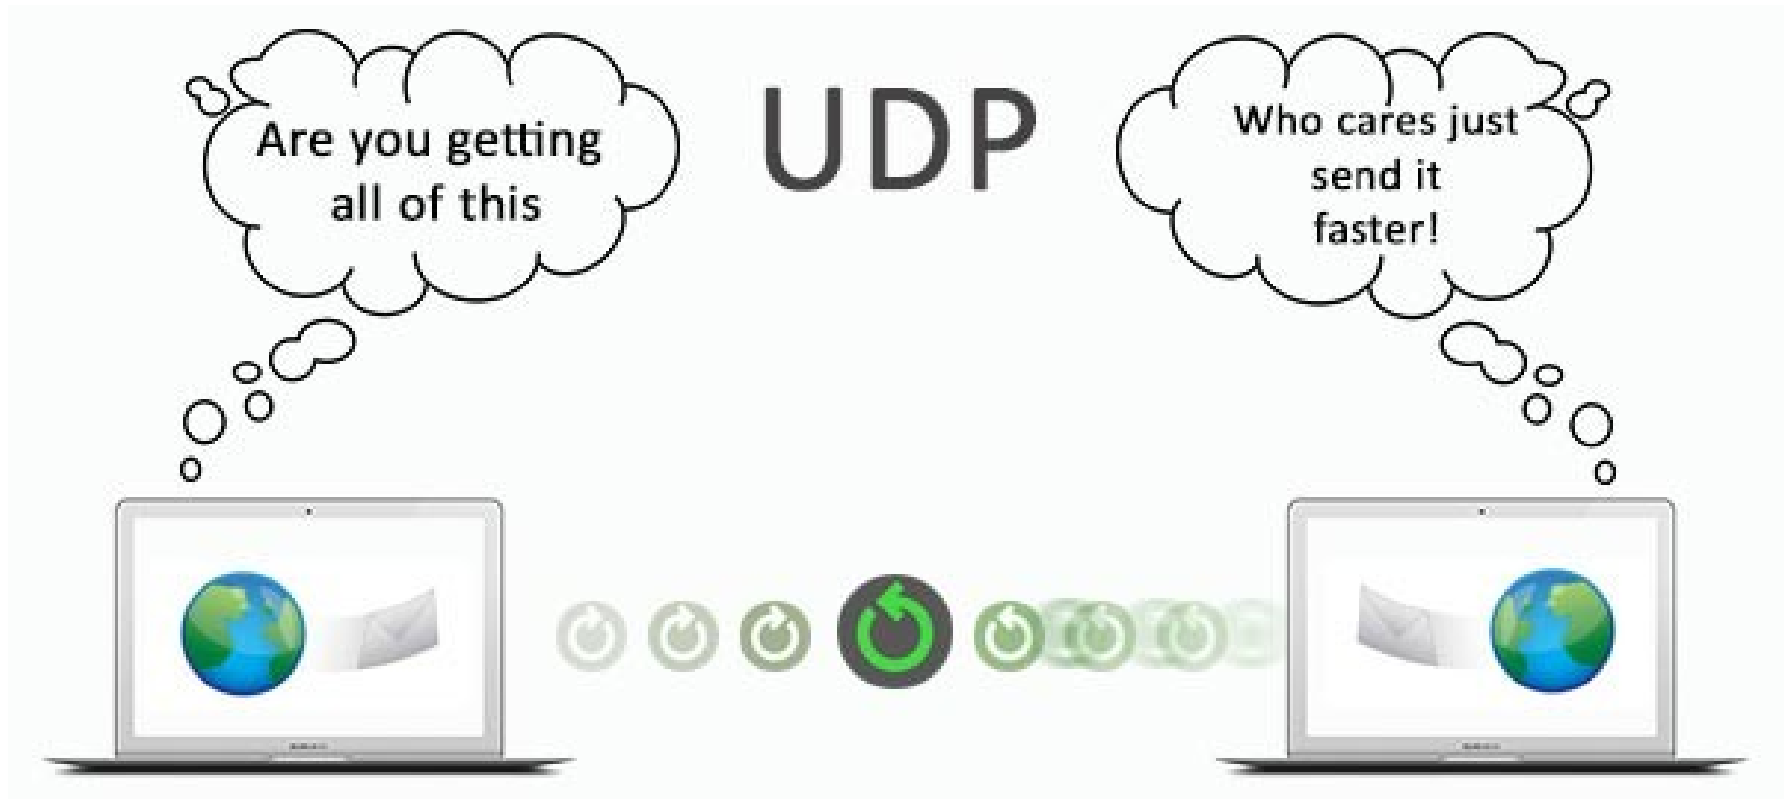 Are you getting
all of this
UDP
Who cares just
send it
faster!